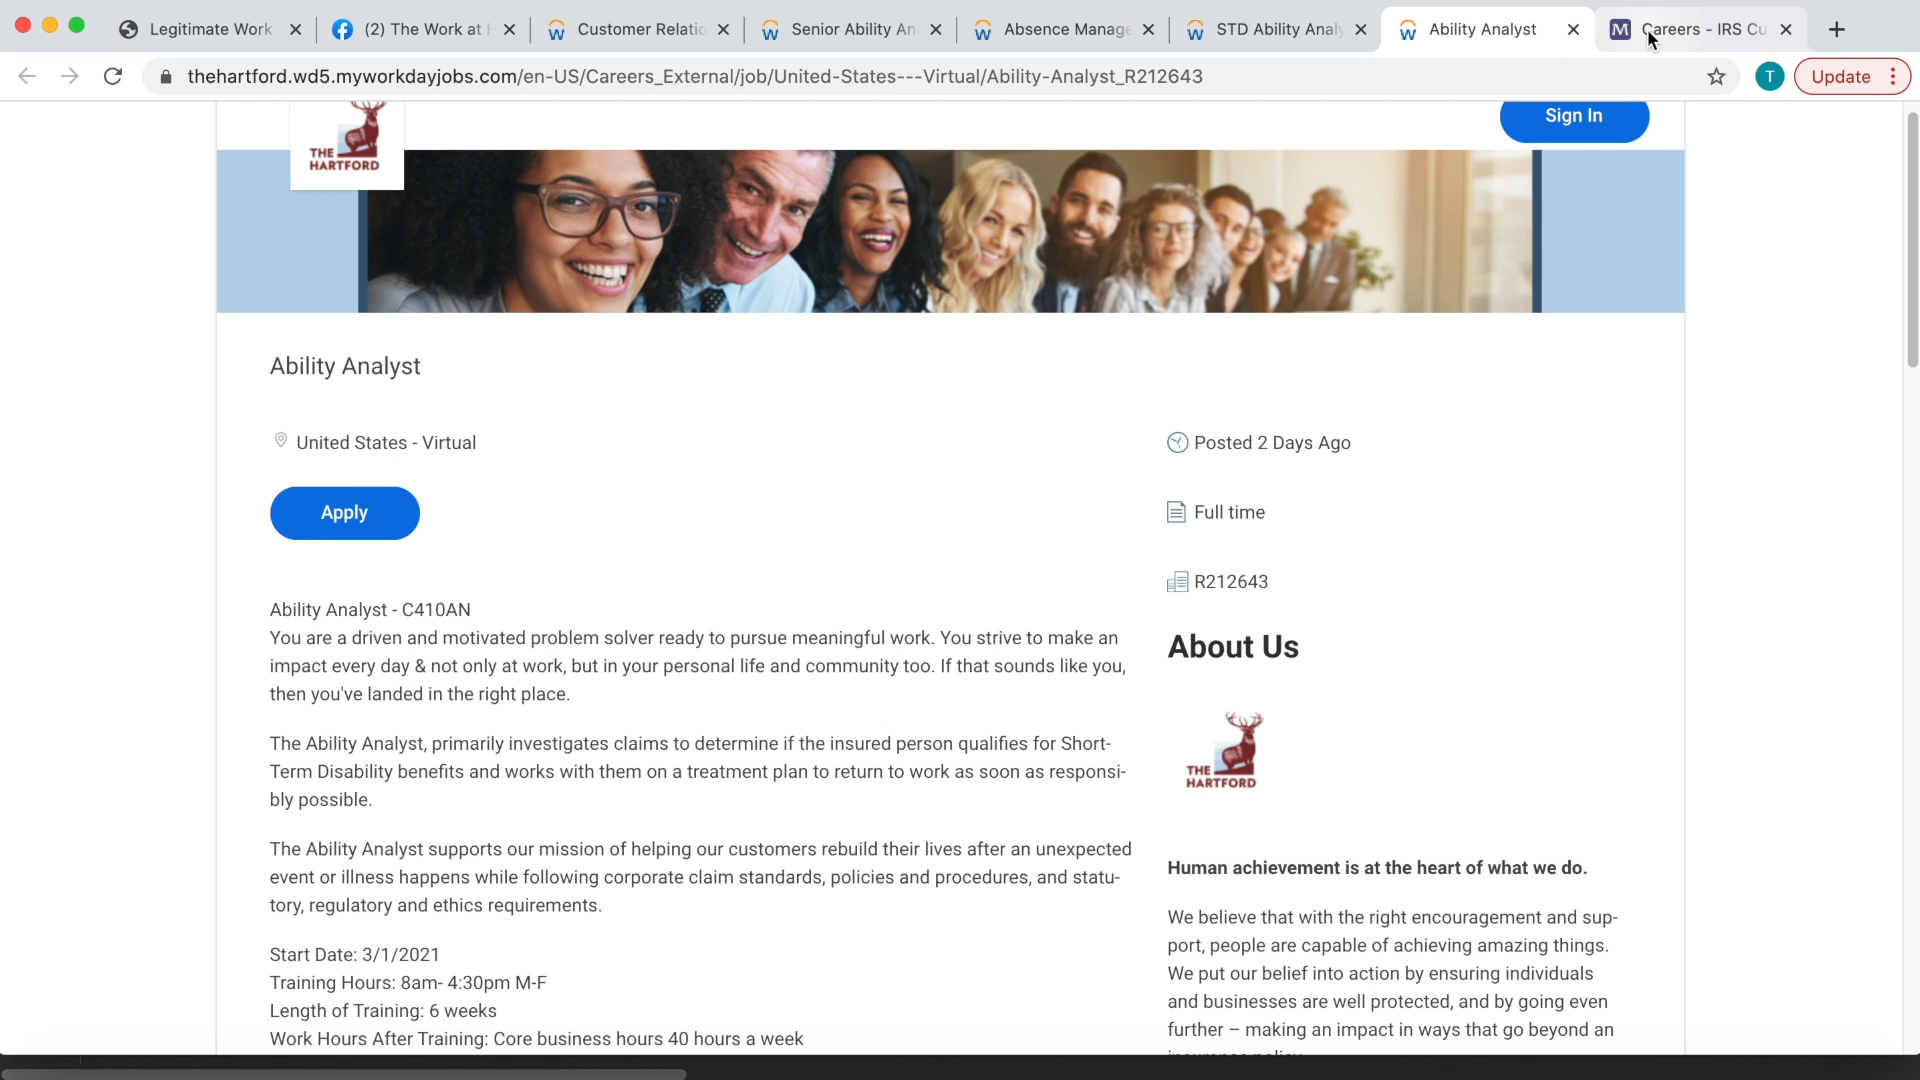 Legitimate Work
(2) The Work at
Customer Relatio
Senior Ability An
Absence Manage
STD Ability Analy
Ability Analyst
Careers - IRS Cu
thehartford.wd5.myworkdayjobs.com/en-US/Careers_External/job/United-States---Virtual/Ability-Analyst_R212643
T
Update
THE
HARTFORD
Sign In
Ability Analyst
United States - Virtual
Posted 2 Days Ago
Apply
Full time
R212643
Ability Analyst - C410AN
You are a driven and motivated problem solver ready to pursue meaningful work. You strive to make an
impact every day & not only at work, but in your personal life and community too. If that sounds like you,
then you've landed in the right place.
The Ability Analyst, primarily investigates claims to determine if the insured person qualifies for Short-
Term Disability benefits and works with them on a treatment plan to return to work as soon as responsi-
bly possible.
The Ability Analyst supports our mission of helping our customers rebuild their lives after an unexpected
event or illness happens while following corporate claim standards, policies and procedures, and statu-
tory, regulatory and ethics requirements.
Start Date: 3/1/2021
Training Hours: 8am- 4:30pm M-F
Length of Training: 6 weeks
Work Hours After Training: Core business hours 40 hours a week
About Us
THE
HARTFORD
Human achievement is at the heart of what we do.
We believe that with the right encouragement and sup-
port, people are capable of achieving amazing things.
We put our belief into action by ensuring individuals
and businesses are well protected, and by going even
further – making an impact in ways that go beyond an